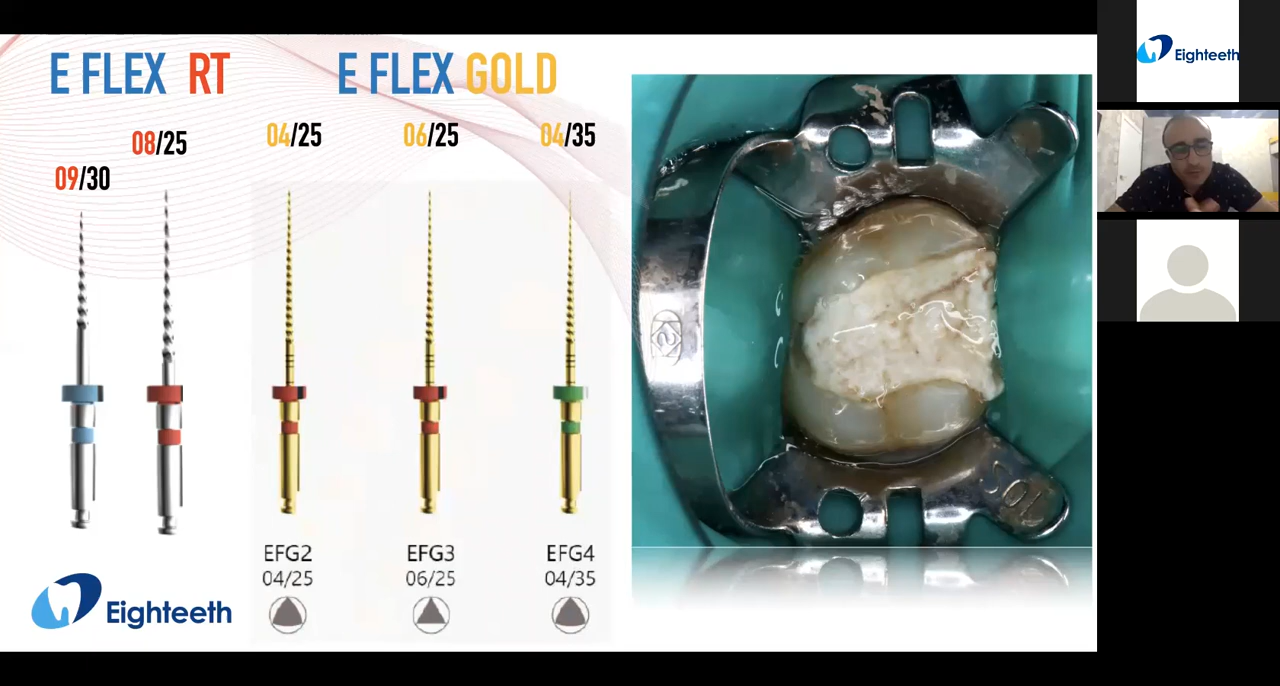 E FLEX RT
E FLEX GOLD
09/30
08/25
04/25
06/25
04/35
EFG2
04/25
EFG3
06/25
EFG4
04/35
Eighteeth
Eighteeth